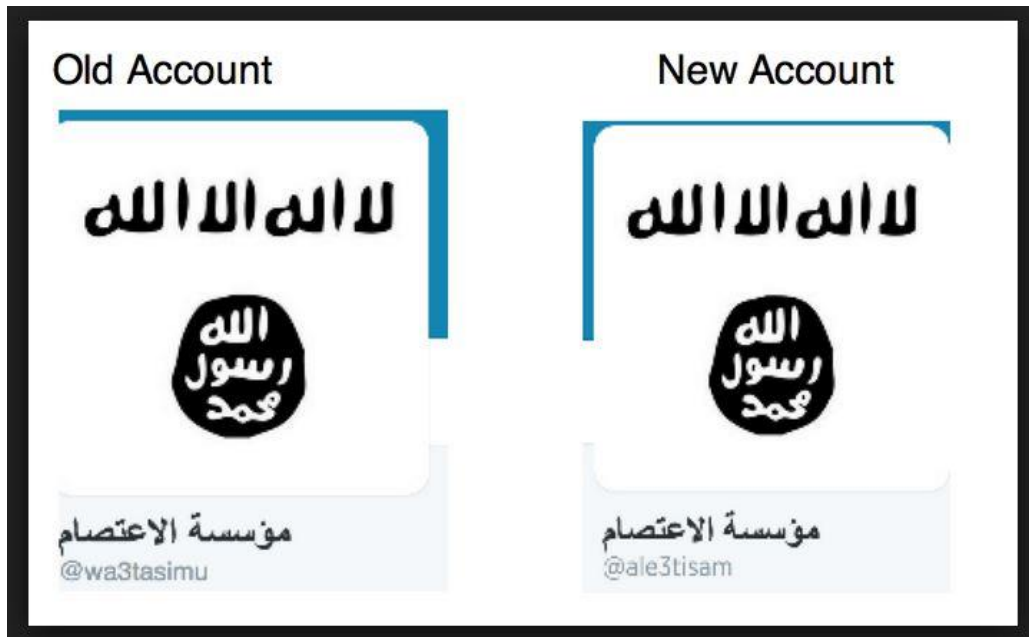 Old Account
New Account
لا اله الا الله
الله
رسول
محمد
مؤسسة الاعتصام
@wa3tasimu
لا اله الا الله
الله
رسول
محمد
مؤسسة الاعتصام
@ale3tisam